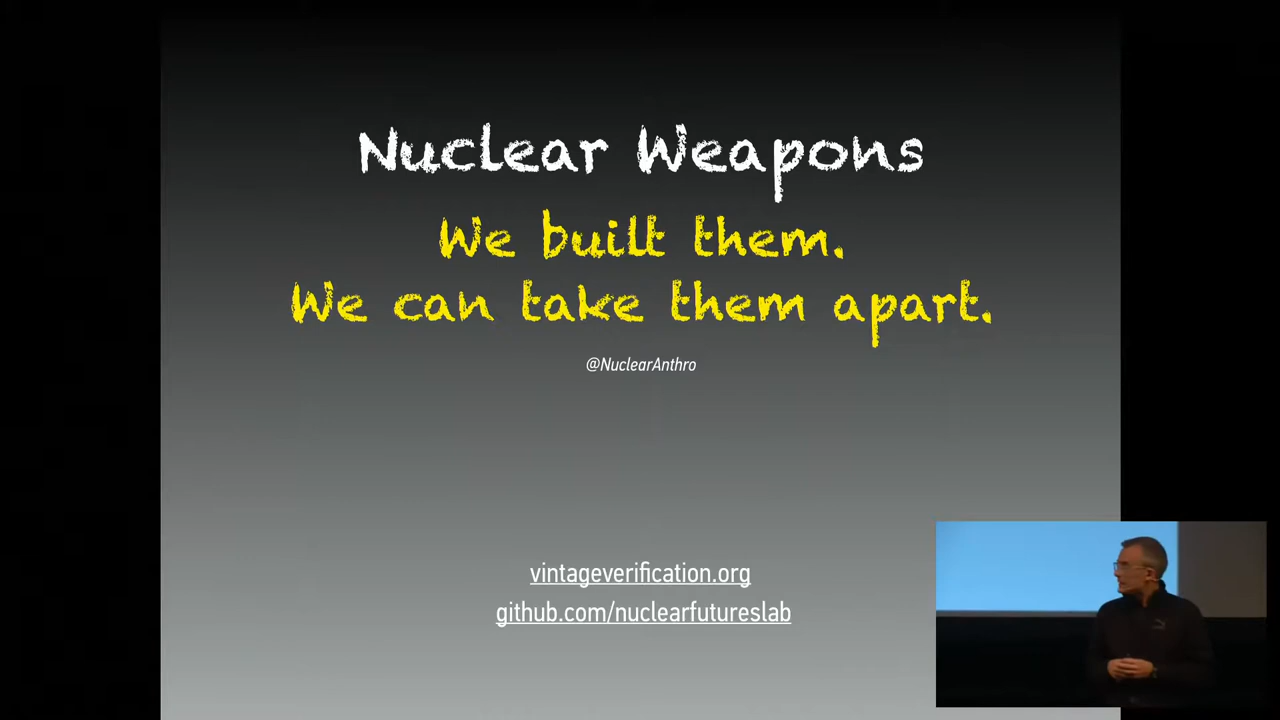 Nuclear Weapons
We built them.
We can take them apart.
@NuclearAnthro
vintageverification.org
github.com/nuclearfutureslab